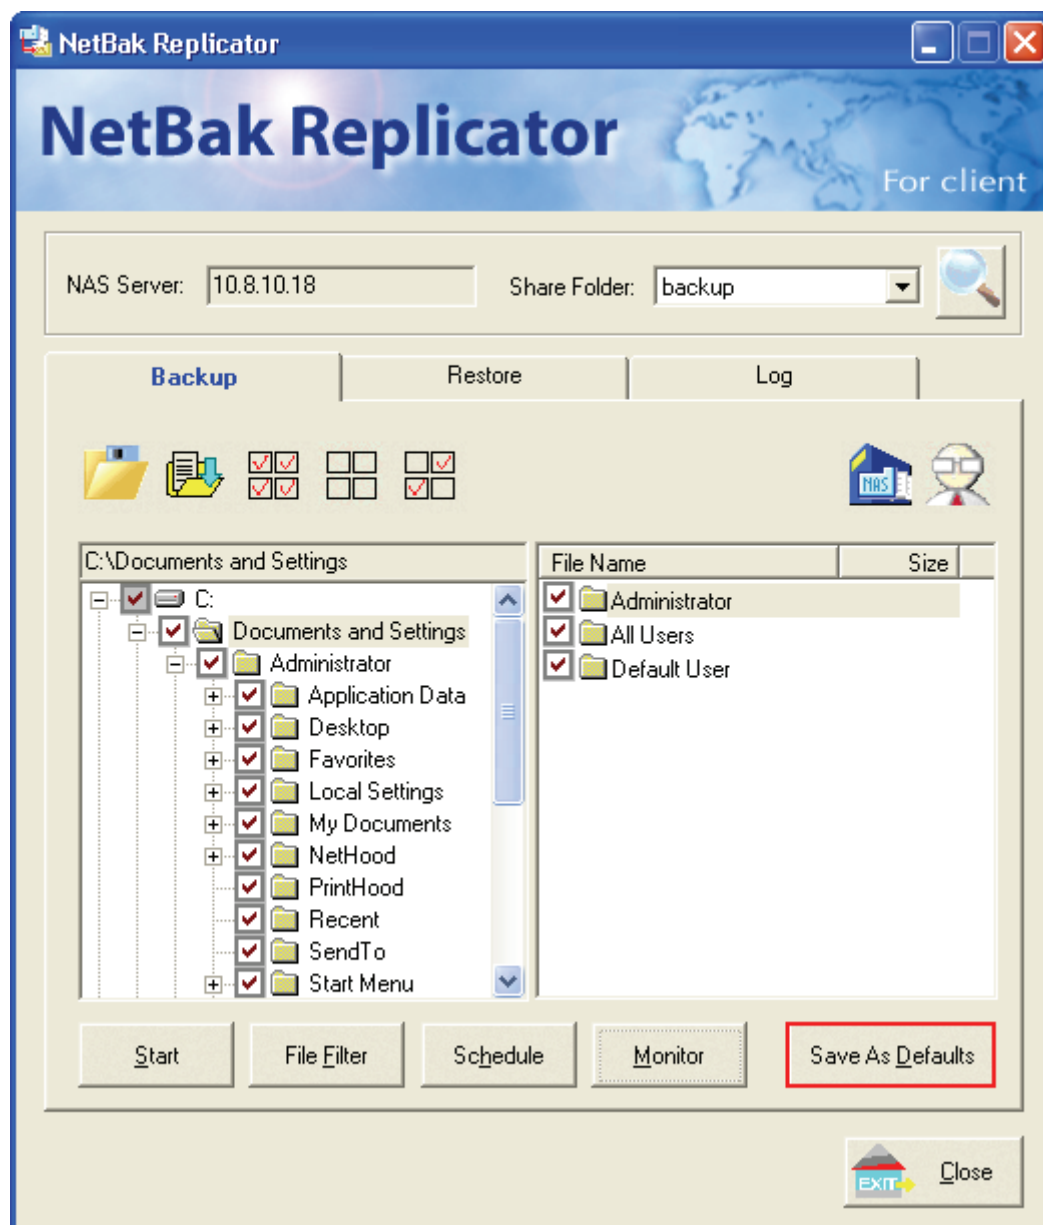 NetBak Replicator
NetBak Replicator
For client
NAS Server: 10.8.10.18 Share Folder: backup
Backup Restore Log
NAS
C:\Documents and Settings
C:
Documents and Settings
Administrator
Application Data
Desktop
Favorites
Local Settings
My Documents
NetHood
PrintHood
Recent
SendTo
Start Menu
File Name Size
Administrator
All Users
Default User
Start File Filter Schedule Monitor Save As Defaults
EXIT Close